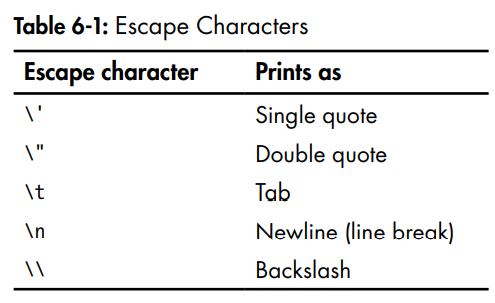 Table 6-1: Escape Characters
Escape character Prints as
\' Single quote
\" Double quote
\t Tab
\n Newline (line break)
\\ Backslash